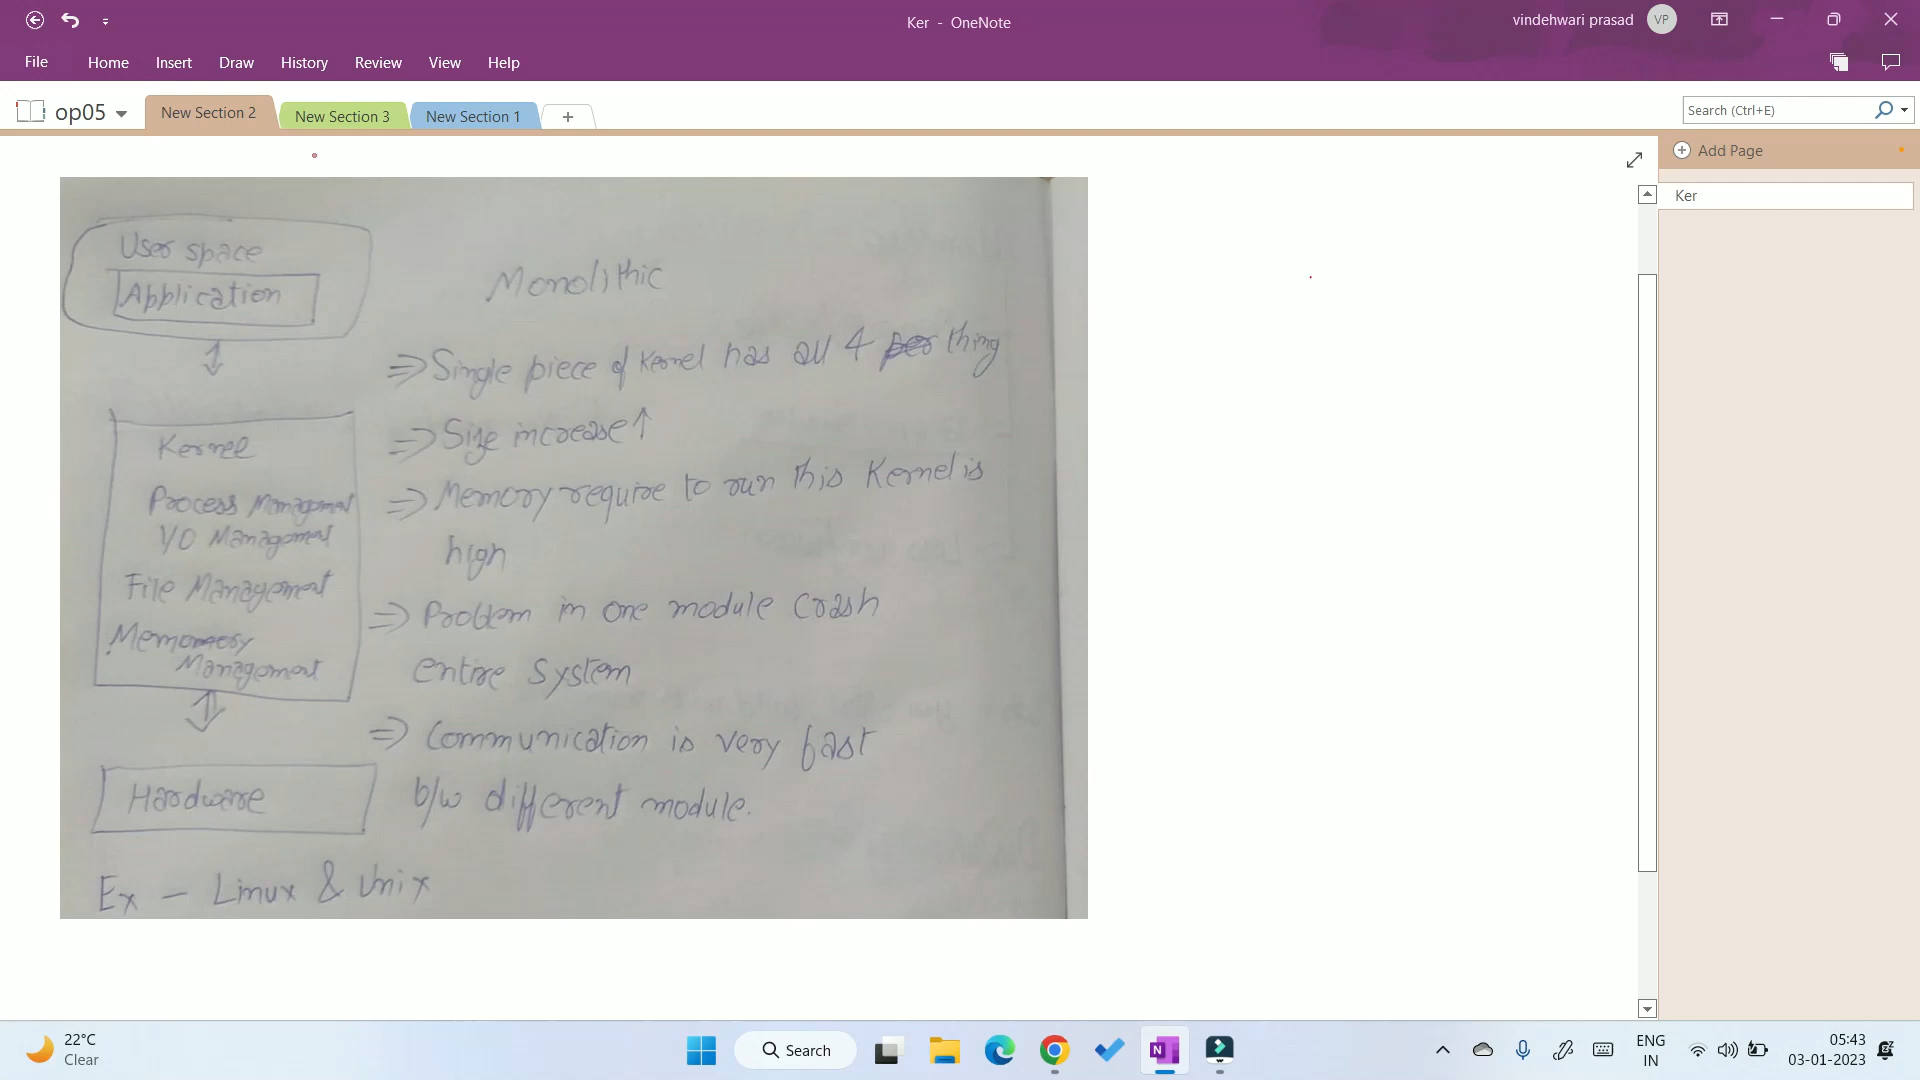 Ker - OneNote
vindehwari prasad
VP
File
Home
Insert
Draw
History
Review
View
Help
op05
New Section 2
New Section 3
New Section 1
Search (Ctrl+E)
Add Page
Ker
User space
Application
Kernel
Process Management
I/O Management
File Management
Memory
Management
Hardware
Ex - Linux & Unix
Monolithic
⇒ Single piece of Kernel has all 4 thing
⇒ Size increase ↑
⇒ Memory require to run this Kernel is
high
⇒ Problem in one module crash
entire system
⇒ Communication is very fast
b/w different module.
22°C
Clear
Search
ENG
IN
05:43
03-01-2023